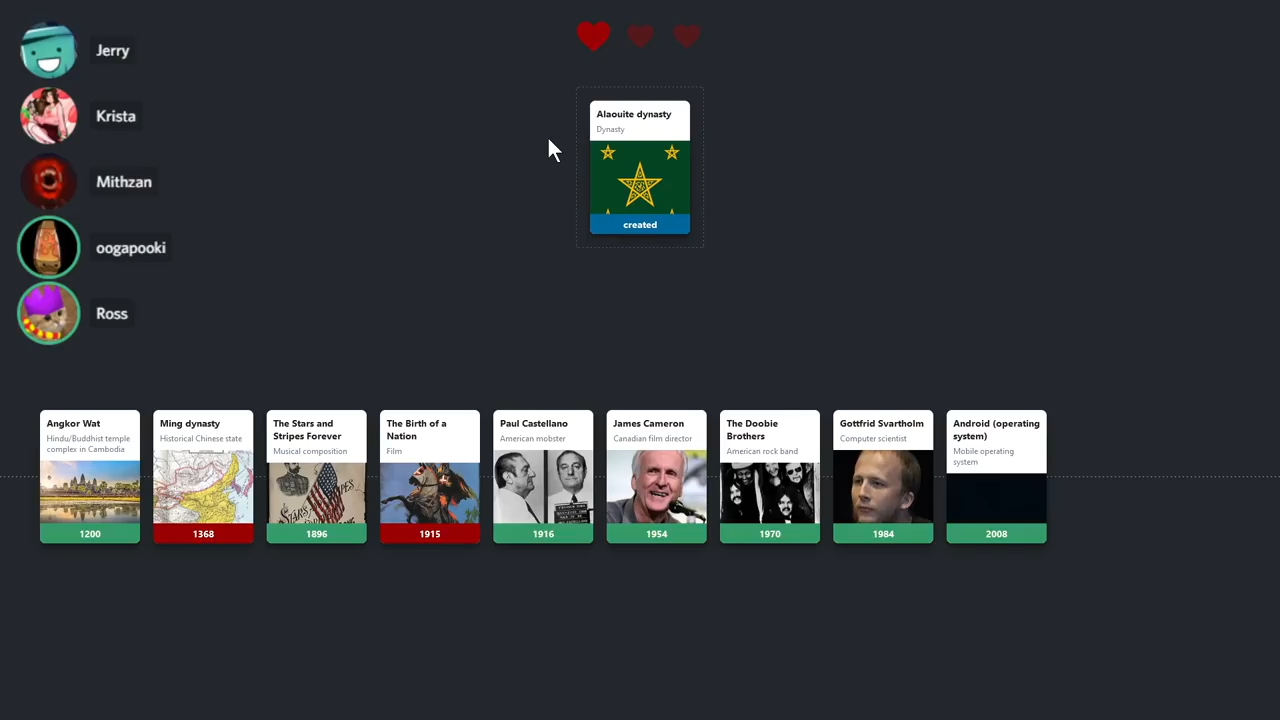 Jerry
Krista
Mithzan
oogapooki
Ross
Alaouite dynasty
Dynasty
created
Angkor Wat
Hindu/Buddhist temple
complex in Cambodia
1200
Ming dynasty
Historical Chinese state
1368
The Stars and
Stripes Forever
Musical composition
1896
The Birth of a
Nation
Film
1915
Paul Castellano
American mobster
1916
James Cameron
Canadian film director
1954
The Doobie
Brothers
American rock band
1970
Gottfrid Svartholm
Computer scientist
1984
Android (operating
system)
Mobile operating
system
2008